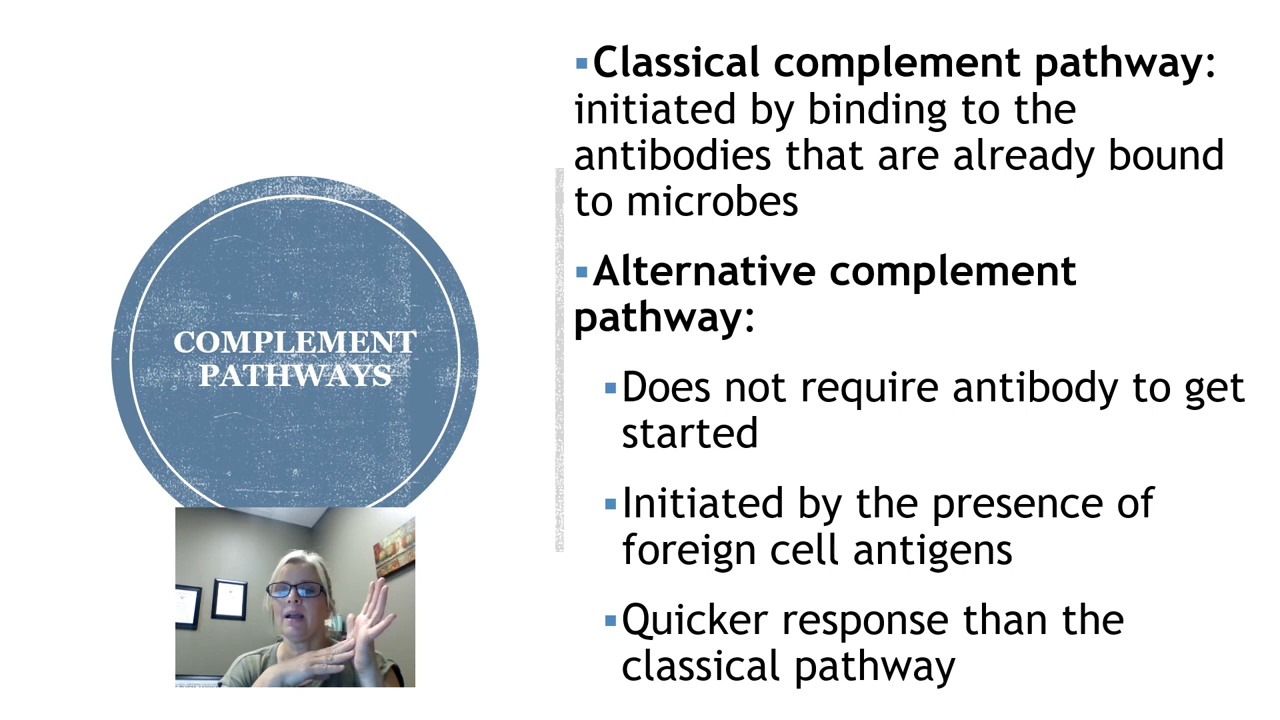 COMPLEMENT
PATHWAYS
▪Classical complement pathway:
initiated by binding to the
antibodies that are already bound
to microbes
▪Alternative complement
pathway:
▪Does not require antibody to get
started
▪Initiated by the presence of
foreign cell antigens
▪Quicker response than the
classical pathway